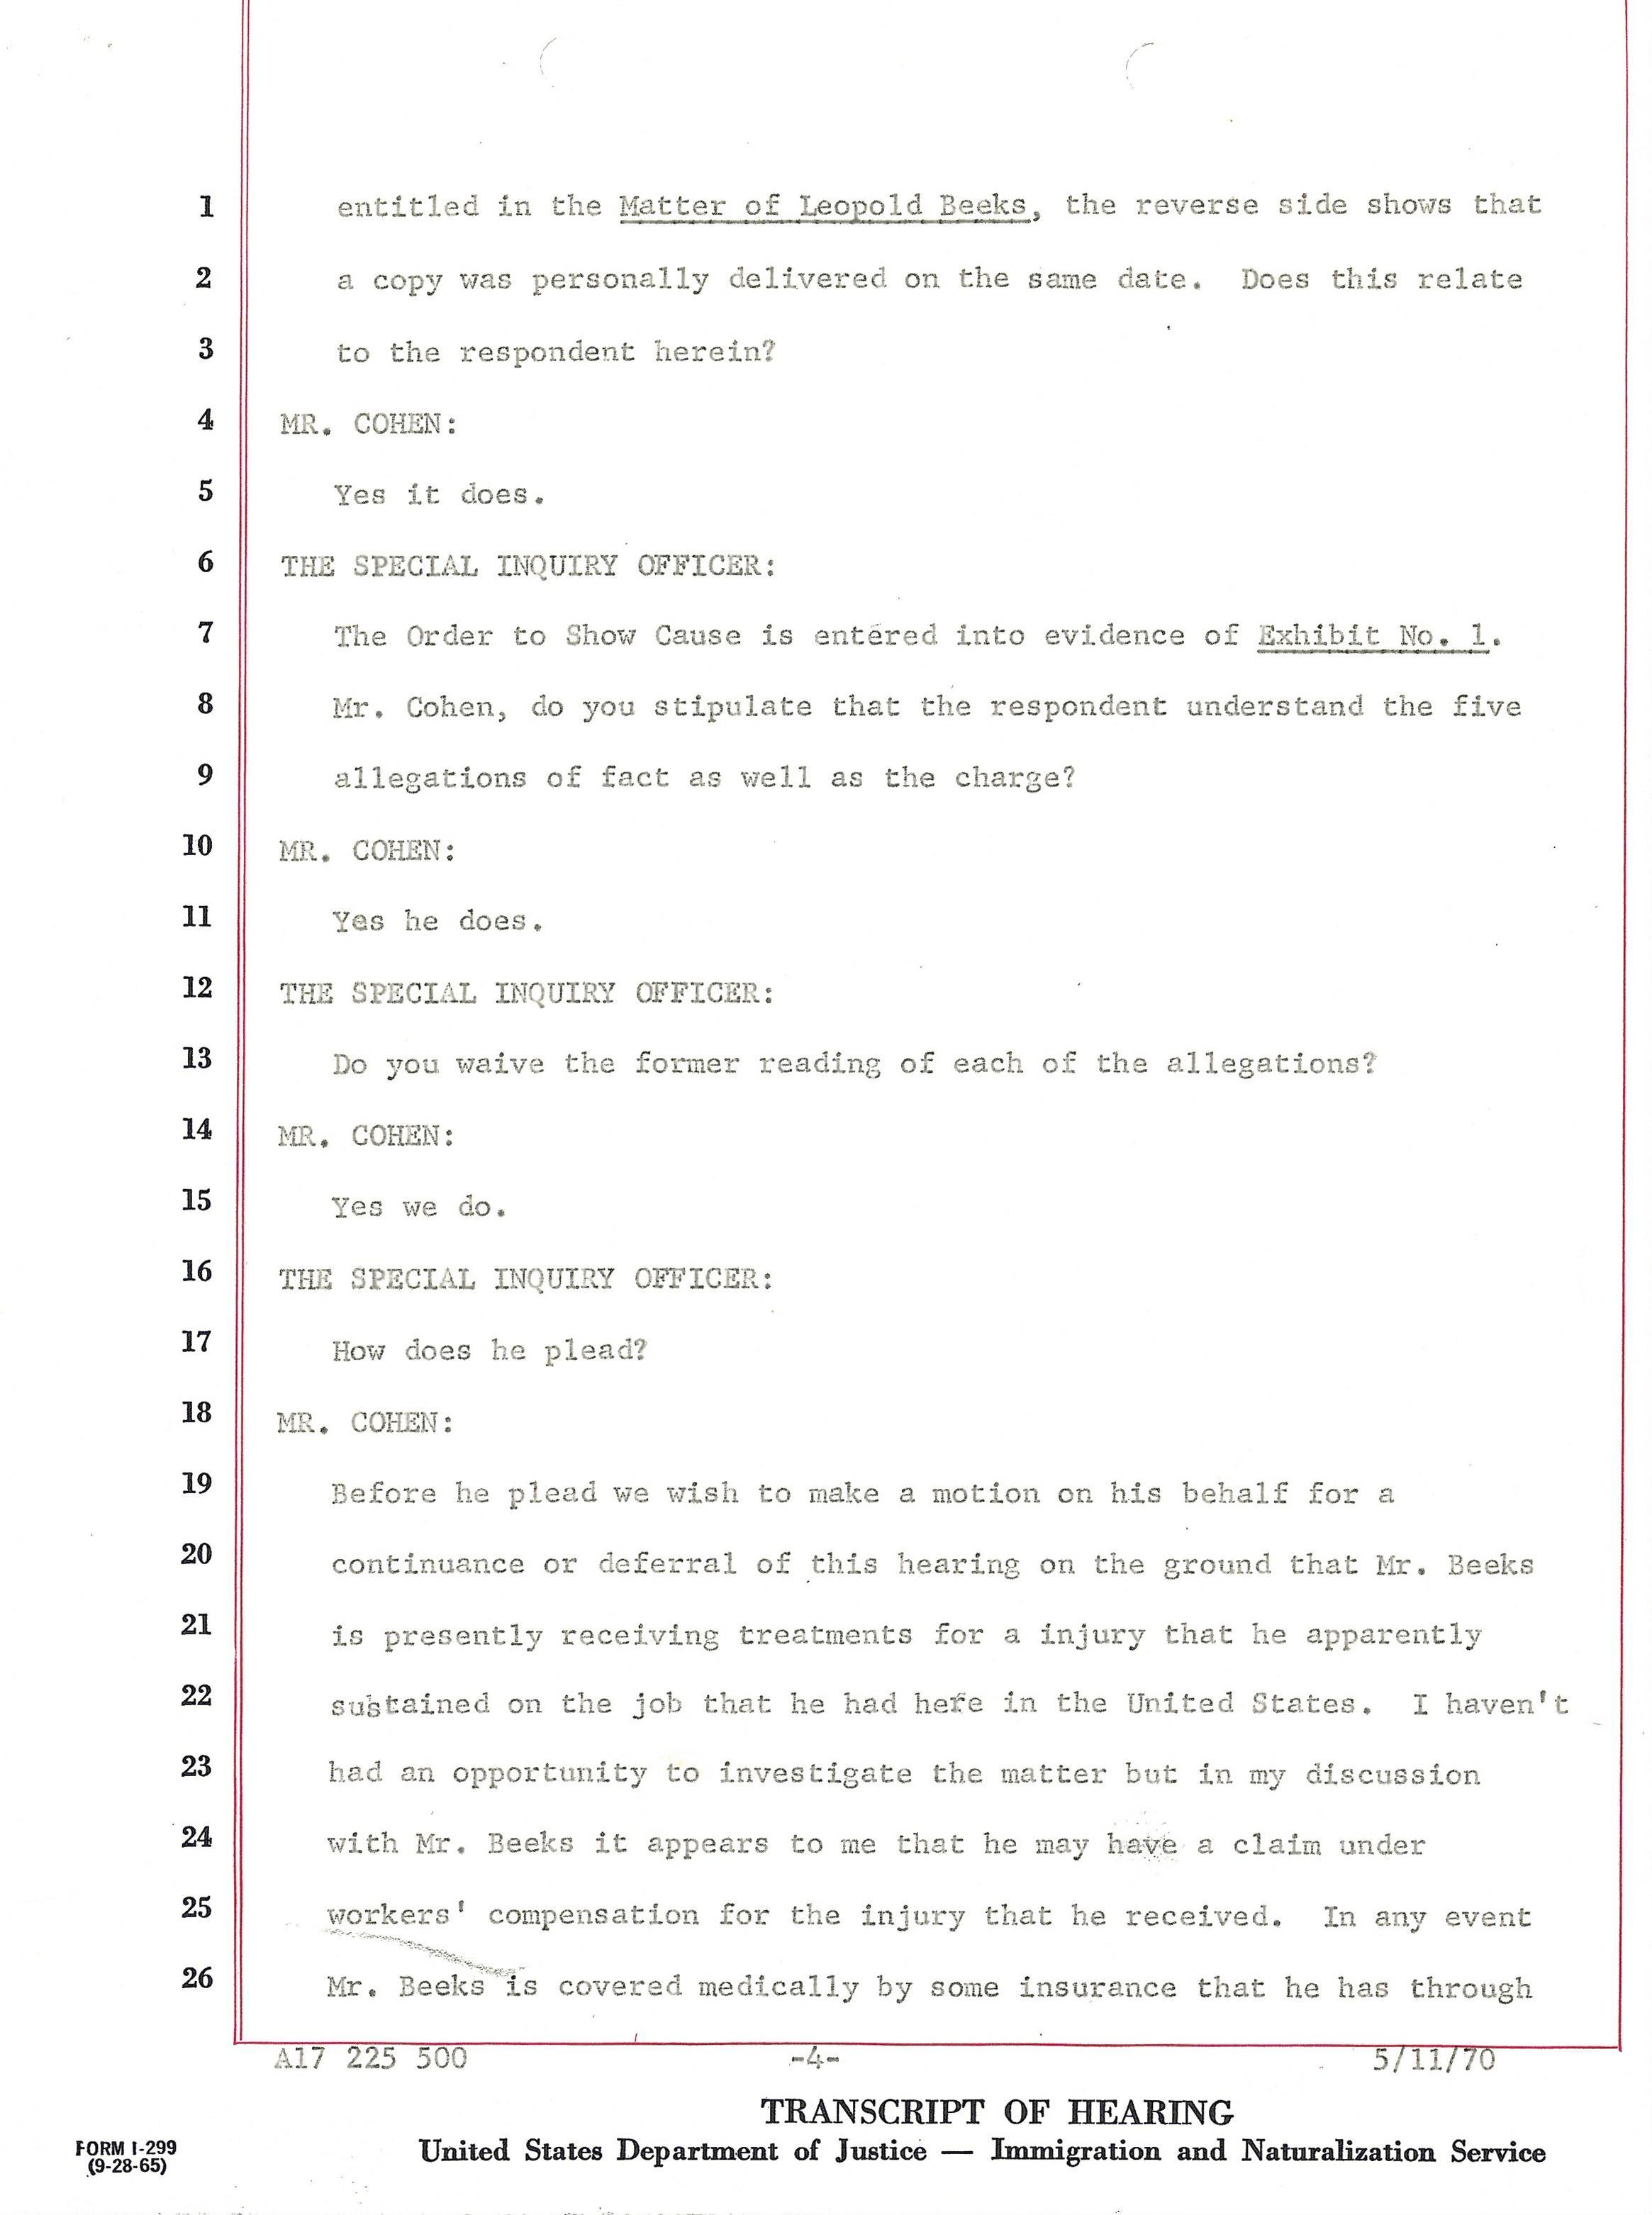 1 entitled in the Matter of Leopold Beeks, the reverse side shows that
2 a copy was personally delivered on the same date. Does this relate
3 to the respondent herein?
4 MR. COHEN:
5 Yes it does.
6 THE SPECIAL INQUIRY OFFICER:
7 The Order to Show Cause is entered into evidence of Exhibit No. 1.
8 Mr. Cohen, do you stipulate that the respondent understand the five
9 allegations of fact as well as the charge?
10 MR. COHEN:
11 Yes he does.
12 THE SPECIAL INQUIRY OFFICER:
13 Do you waive the former reading of each of the allegations?
14 MR. COHEN:
15 Yes we do.
16 THE SPECIAL INQUIRY OFFICER:
17 How does he plead?
18 MR. COHEN:
19 Before he plead we wish to make a motion on his behalf for a
20 continuance or deferral of this hearing on the ground that Mr. Beeks
21 is presently receiving treatments for a injury that he apparently
22 sustained on the job that he had here in the United States. I haven't
23 had an opportunity to investigate the matter but in my discussion
24 with Mr. Beeks it appears to me that he may have a claim under
25 workers' compensation for the injury that he received. In any event
26 Mr. Beeks is covered medically by some insurance that he has through
A17 225 500 -4- 5/11/70
TRANSCRIPT OF HEARING
FORM I-299 United States Department of Justice — Immigration and Naturalization Service
(9-28-65)